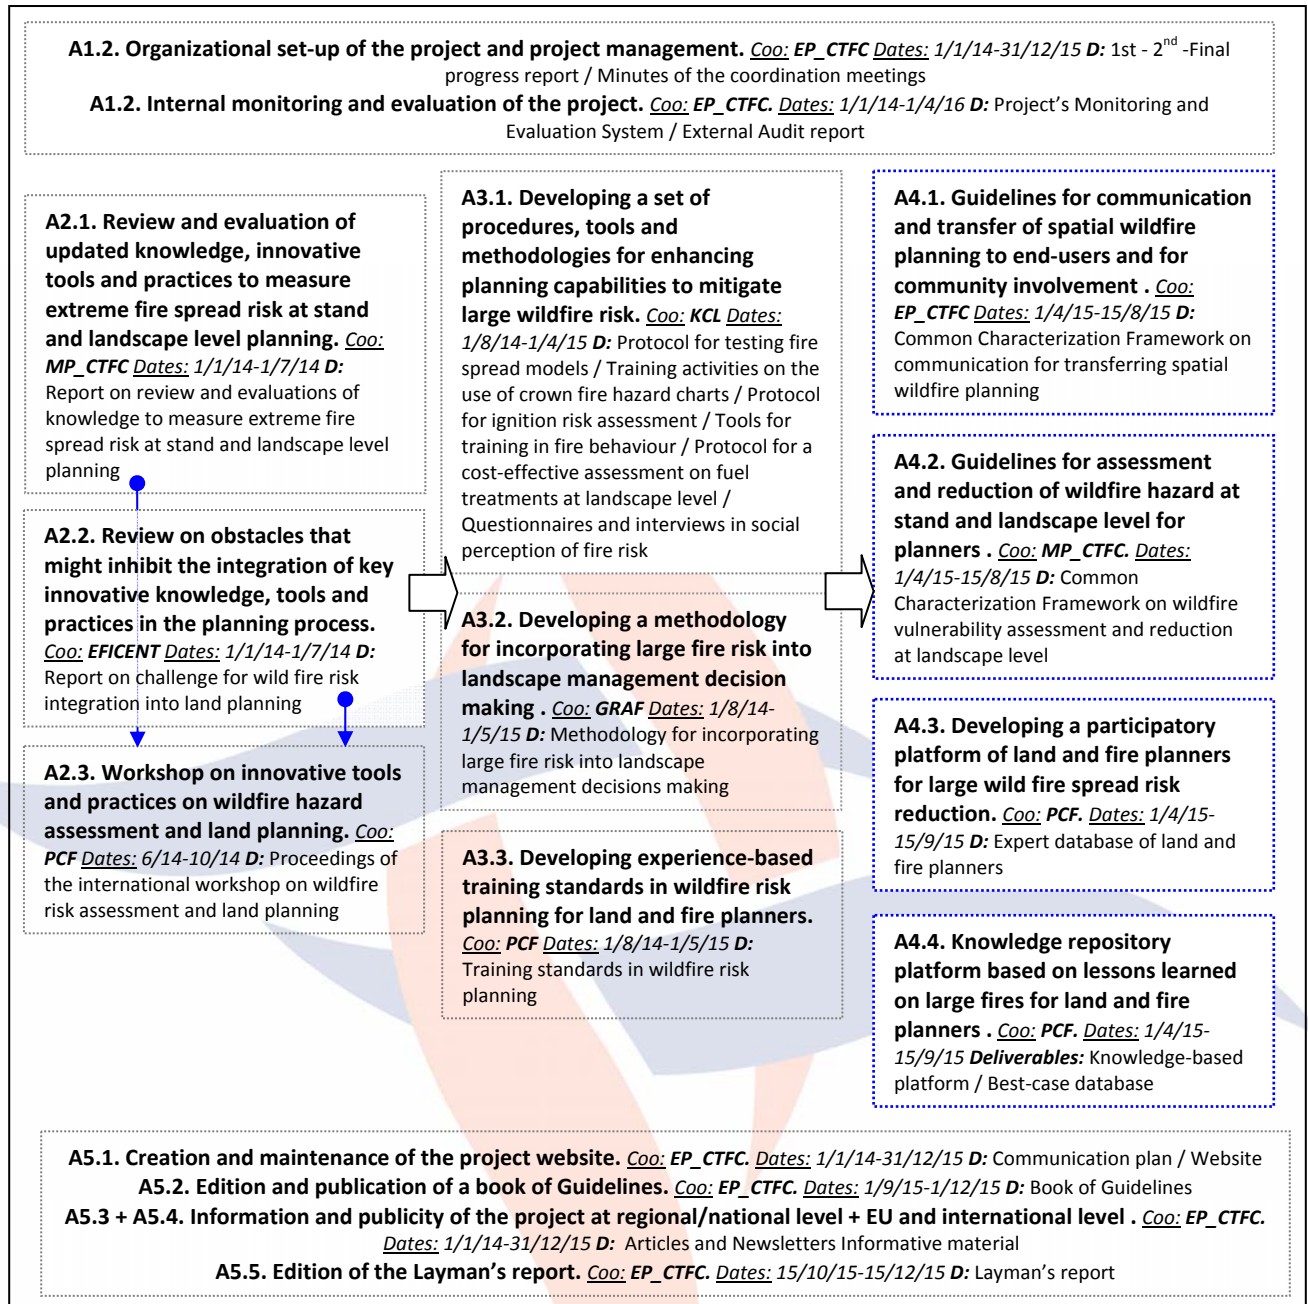 A1.2. Organizational set-up of the project and project management. Coo: EP_CTFC Dates: 1/1/14-31/12/15 D: 1st - 2nd -Final
progress report / Minutes of the coordination meetings
A1.2. Internal monitoring and evaluation of the project. Coo: EP_CTFC. Dates: 1/1/14-1/4/16 D: Project's Monitoring and
Evaluation System / External Audit report
A2.1. Review and evaluation of
updated knowledge, innovative
tools and practices to measure
extreme fire spread risk at stand
and landscape level planning. Coo:
MP_CTFC Dates: 1/1/14-1/7/14 D:
Report on review and evaluations of
knowledge to measure extreme fire
spread risk at stand and landscape level
planning
A2.2. Review on obstacles that
might inhibit the integration of key
innovative knowledge, tools and
practices in the planning process.
Coo: EFICENT Dates: 1/1/14-1/7/14 D:
Report on challenge for wild fire risk
integration into land planning
A2.3. Workshop on innovative tools
and practices on wildfire hazard
assessment and land planning. Coo:
PCF Dates: 6/14-10/14 D: Proceedings of
the international workshop on wildfire
risk assessment and land planning
A3.1. Developing a set of
procedures, tools and
methodologies for enhancing
planning capabilities to mitigate
large wildfire risk. Coo: KCL Dates:
1/8/14-1/4/15 D: Protocol for testing fire
spread models / Training activities on the
use of crown fire hazard charts / Protocol
for ignition risk assessment / Tools for
training in fire behaviour / Protocol for a
cost-effective assessment on fuel
treatments at landscape level /
Questionnaires and interviews in social
perception of fire risk
A3.2. Developing a methodology
for incorporating large fire risk into
landscape management decision
making . Coo: GRAF Dates: 1/8/14-
1/5/15 D: Methodology for incorporating
large fire risk into landscape
management decisions making
A3.3. Developing experience-based
training standards in wildfire risk
planning for land and fire planners.
Coo: PCF Dates: 1/8/14-1/5/15 D:
Training standards in wildfire risk
planning
A4.1. Guidelines for communication
and transfer of spatial wildfire
planning to end-users and for
community involvement . Coo:
EP_CTFC Dates: 1/4/15-15/8/15 D:
Common Characterization Framework on
communication for transferring spatial
wildfire planning
A4.2. Guidelines for assessment
and reduction of wildfire hazard at
stand and landscape level for
planners . Coo: MP_CTFC. Dates:
1/4/15-15/8/15 D: Common
Characterization Framework on wildfire
vulnerability assessment and reduction
at landscape level
A4.3. Developing a participatory
platform of land and fire planners
for large wild fire spread risk
reduction. Coo: PCF. Dates: 1/4/15-
15/9/15 D: Expert database of land and
fire planners
A4.4. Knowledge repository
platform based on lessons learned
on large fires for land and fire
planners . Coo: PCF. Dates: 1/4/15-
15/9/15 Deliverables: Knowledge-based
platform / Best-case database
A5.1. Creation and maintenance of the project website. Coo: EP_CTFC. Dates: 1/1/14-31/12/15 D: Communication plan / Website
A5.2. Edition and publication of a book of Guidelines. Coo: EP_CTFC. Dates: 1/9/15-1/12/15 D: Book of Guidelines
A5.3 + A5.4. Information and publicity of the project at regional/national level + EU and international level . Coo: EP_CTFC.
Dates: 1/1/14-31/12/15 D: Articles and Newsletters Informative material
A5.5. Edition of the Layman's report. Coo: EP_CTFC. Dates: 15/10/15-15/12/15 D: Layman's report